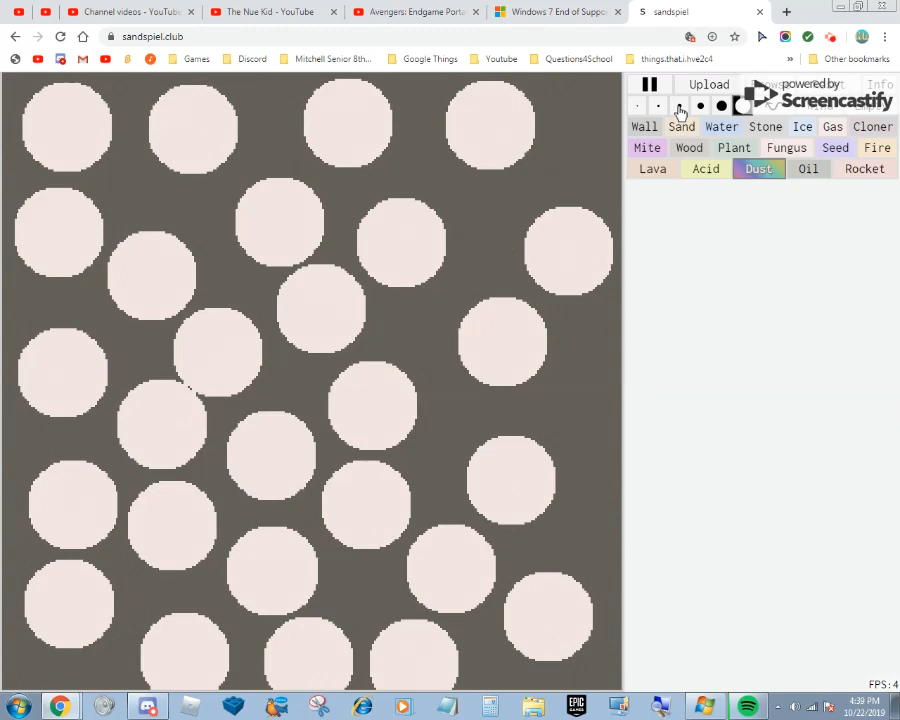 Channel videos - YouTube
The Nue Kid - YouTube
Avengers: Endgame Porta
Windows 7 End of Suppo
S sandspiel
sandspiel.club
Games
Discord
Mitchell Senior 8th...
Google Things
Youtube
Questions4School
things.that.i.hve2c4
»
Other bookmarks
Upload
Info
powered by
Screencastify
Wall Sand Water Stone Ice Gas Cloner
Mite Wood Plant Fungus Seed Fire
Lava Acid Dust Oil Rocket
FPS:4
EPIC
GAMES
4:39 PM
10/22/2019